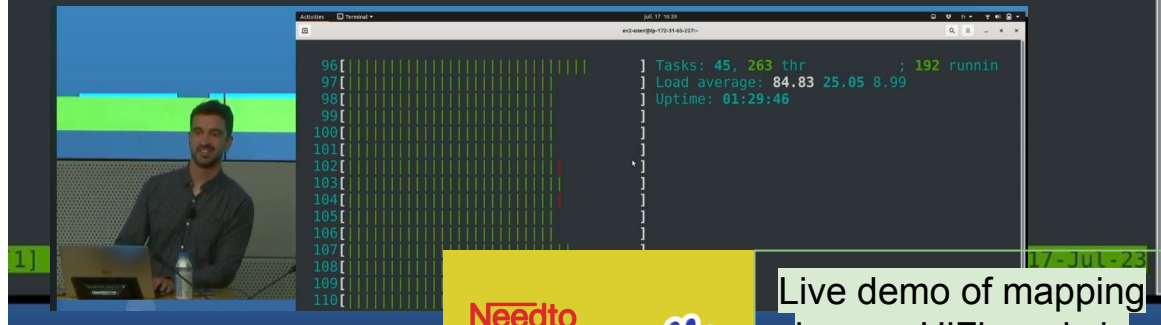 Activities Terminal juil. 17 16:39 fr
ec2-user@ip-172-31-65-227:~
96[ ] Tasks: 45, 263 thr ; 192 runnin
97[ ] Load average: 84.83 25.05 8.99
98[ ] Uptime: 01:29:46
99[ ]
100[ ]
101[ ]
102[ ]
103[ ]
104[ ]
105[ ]
106[ ]
107[ ]
108[
109[
110[
1]
17-Jul-23
Needto
Live demo of mapping